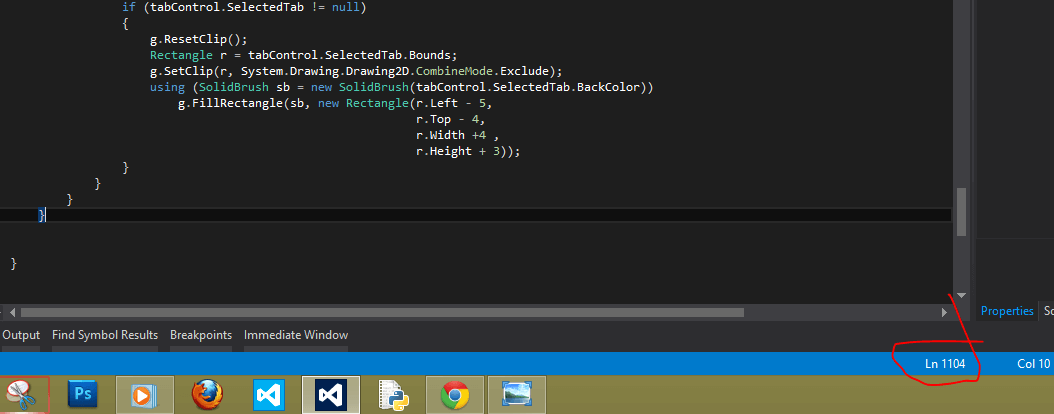 if (tabControl.SelectedTab != null)
{
g.ResetClip();
Rectangle r = tabControl.SelectedTab.Bounds;
g.SetClip(r, System.Drawing.Drawing2D.CombineMode.Exclude);
using (SolidBrush sb = new SolidBrush(tabControl.SelectedTab.BackColor))
g.FillRectangle(sb, new Rectangle(r.Left - 5,
r.Top - 4,
r.Width +4 ,
r.Height + 3));
}
}
}
}
}
Properties
Output Find Symbol Results Breakpoints Immediate Window
Ln 1104 Col 10
Ps